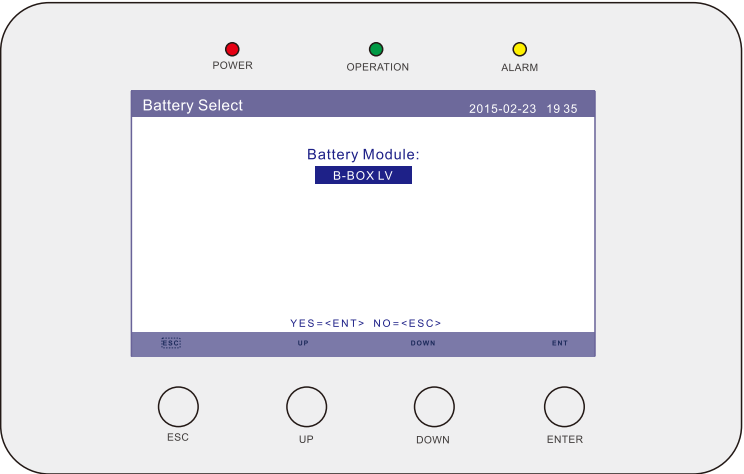 POWER OPERATION ALARM
Battery Select 2015-02-23 19 35
Battery Module:
B-BOX LV
YES=<ENT> NO=<ESC>
ESC UP DOWN ENT
ESC UP DOWN ENTER